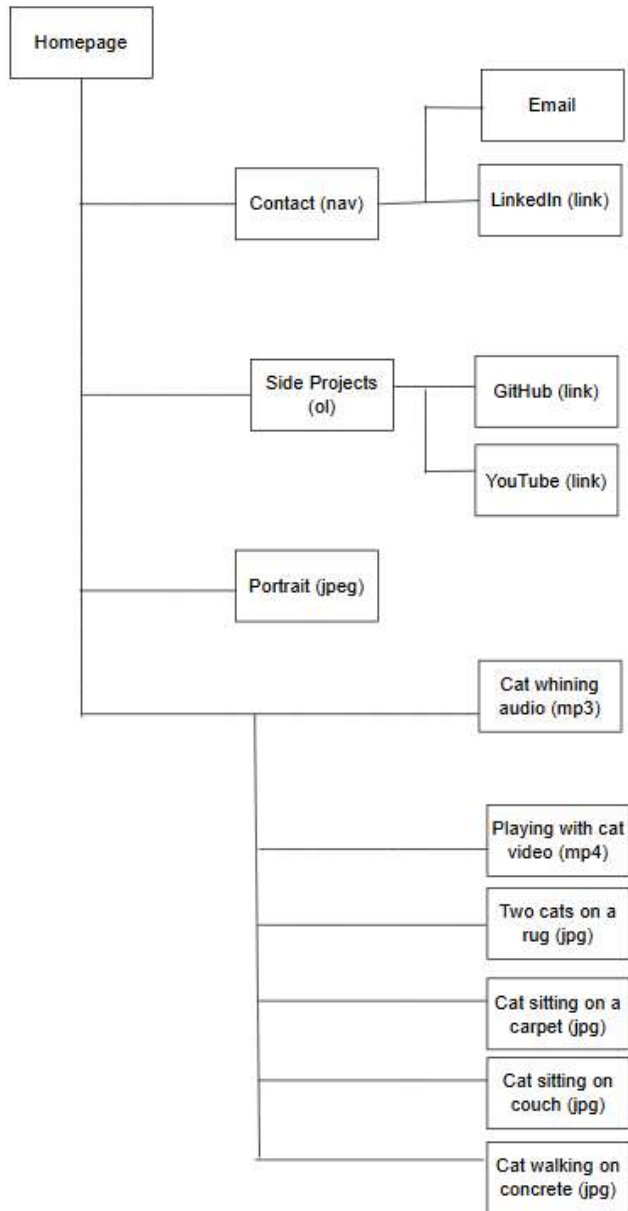 Homepage
Email
Contact (nav)
LinkedIn (link)
Side Projects
(ol)
GitHub (link)
YouTube (link)
Portrait (jpeg)
Cat whining
audio (mp3)
Playing with cat
video (mp4)
Two cats on a
rug (jpg)
Cat sitting on a
carpet (jpg)
Cat sitting on
couch (jpg)
Cat walking on
concrete (jpg)